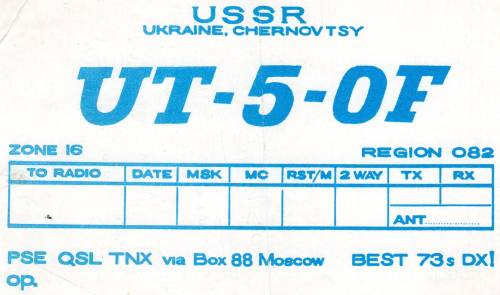 USSR
UKRAINE, CHERNOVTSY
UT-5-OF
ZONE 16 REGION 082
TO RADIO DATE MSK MC RST/M 2 WAY TX RX
ANT
PSE QSL TNX via Box 88 Moscow BEST 73s DX!
op.